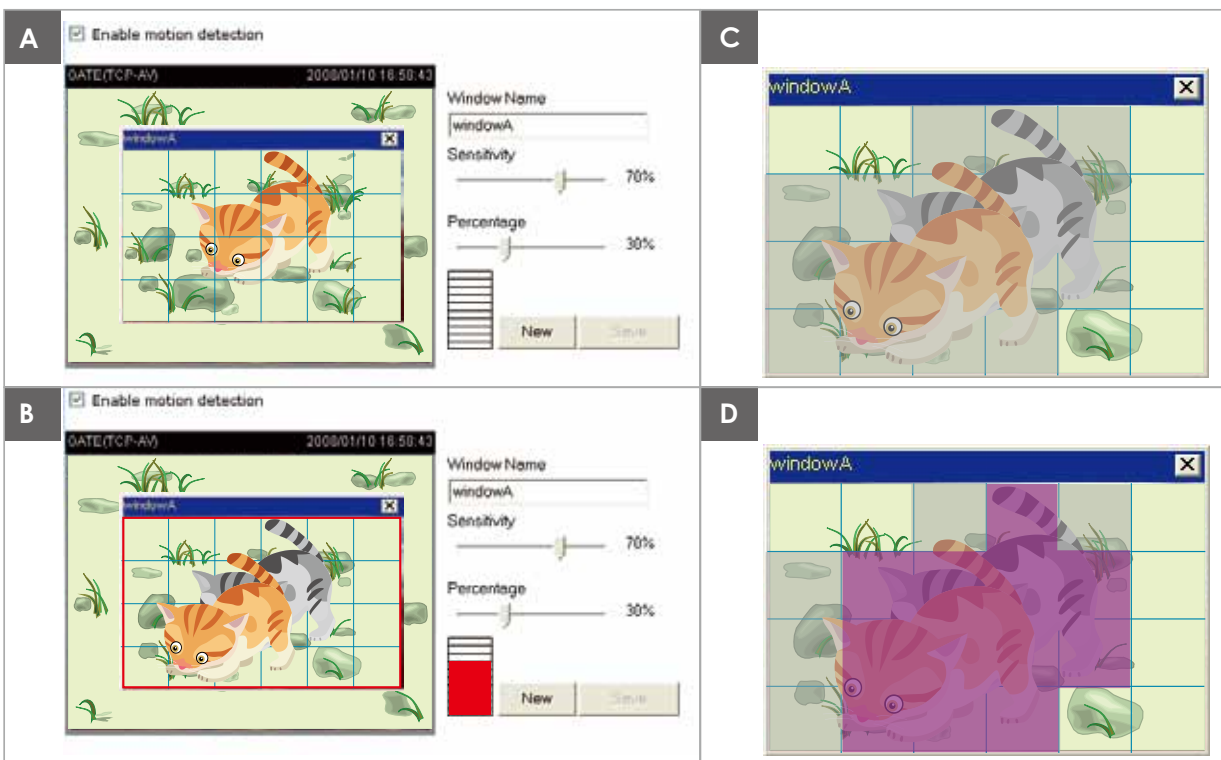 A
Enable motion detection
DATE(TCP-AV) 2008/01/10 16:58:43
windowA
Window Name
windowA
Sensitivity
70%
Percentage
30%
New Save
B
Enable motion detection
DATE(TCP-AV) 2008/01/10 16:58:43
windowA
Window Name
windowA
Sensitivity
70%
Percentage
30%
New Save
C
windowA
D
windowA